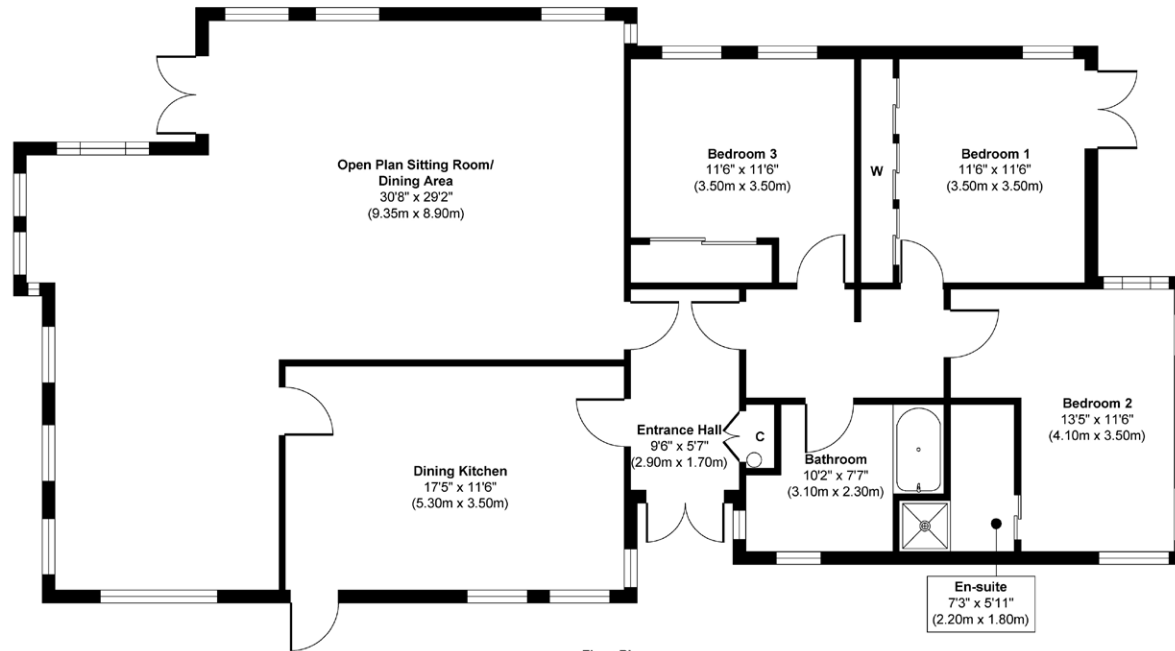 Open Plan Sitting Room/
Dining Area
30'8" x 29'2"
(9.35m x 8.90m)
Bedroom 3
11'6" x 11'6"
(3.50m x 3.50m)
W
Bedroom 1
11'6" x 11'6"
(3.50m x 3.50m)
Bedroom 2
13'5" x 11'6"
(4.10m x 3.50m)
Entrance Hall
9'6" x 5'7"
(2.90m x 1.70m)
C
Bathroom
10'2" x 7'7"
(3.10m x 2.30m)
Dining Kitchen
17'5" x 11'6"
(5.30m x 3.50m)
En-suite
7'3" x 5'11"
(2.20m x 1.80m)